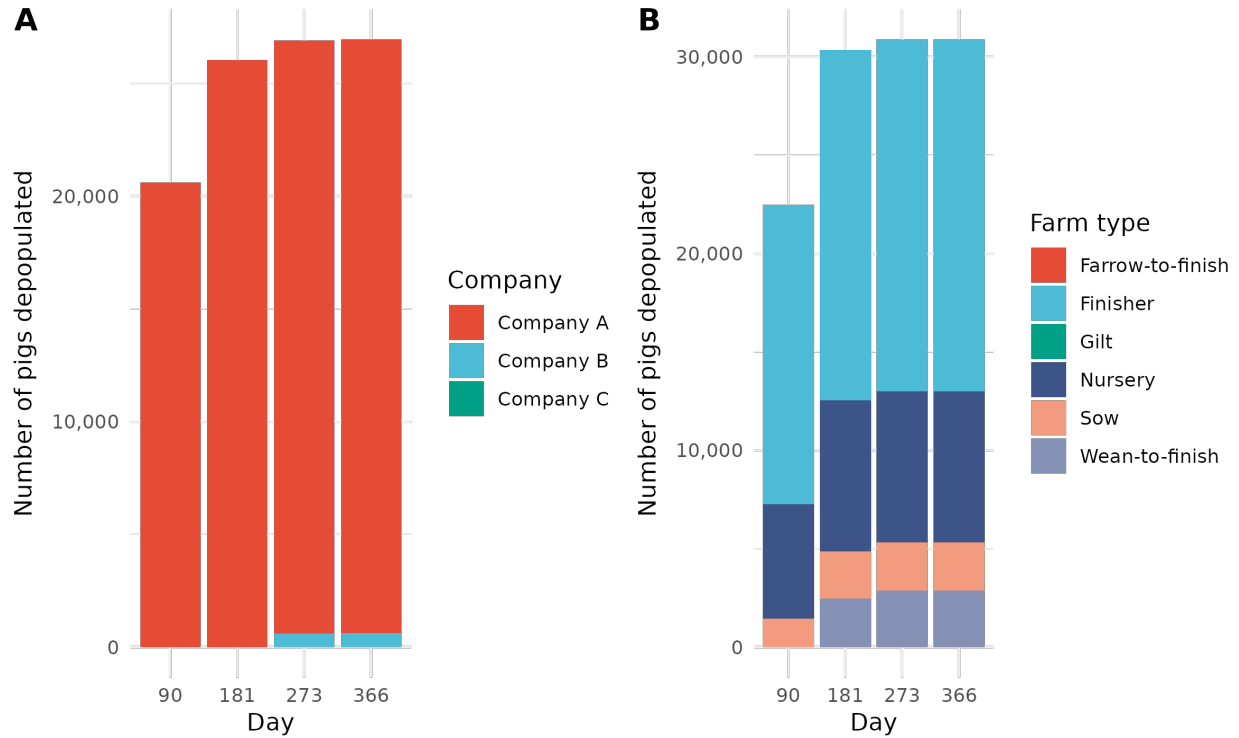 A
Number of pigs depopulated
20,000
10,000
0
90 181 273 366
Day
Company
Company A
Company B
Company C
B
Number of pigs depopulated
30,000
20,000
10,000
0
90 181 273 366
Day
Farm type
Farrow-to-finish
Finisher
Gilt
Nursery
Sow
Wean-to-finish